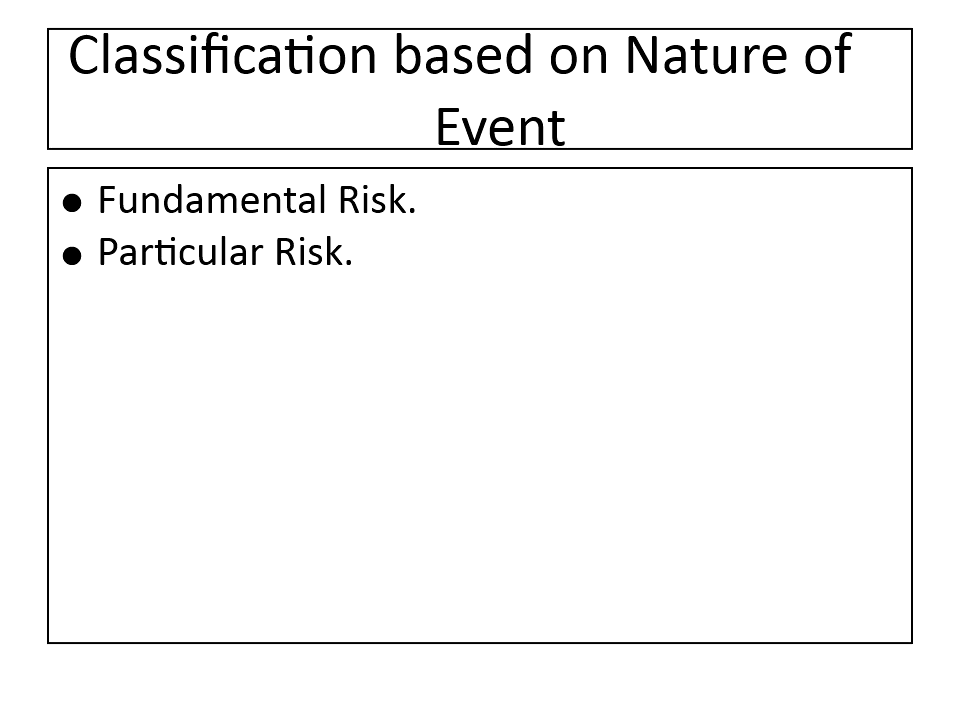 Classification based on Nature of
Event
● Fundamental Risk.
● Particular Risk.